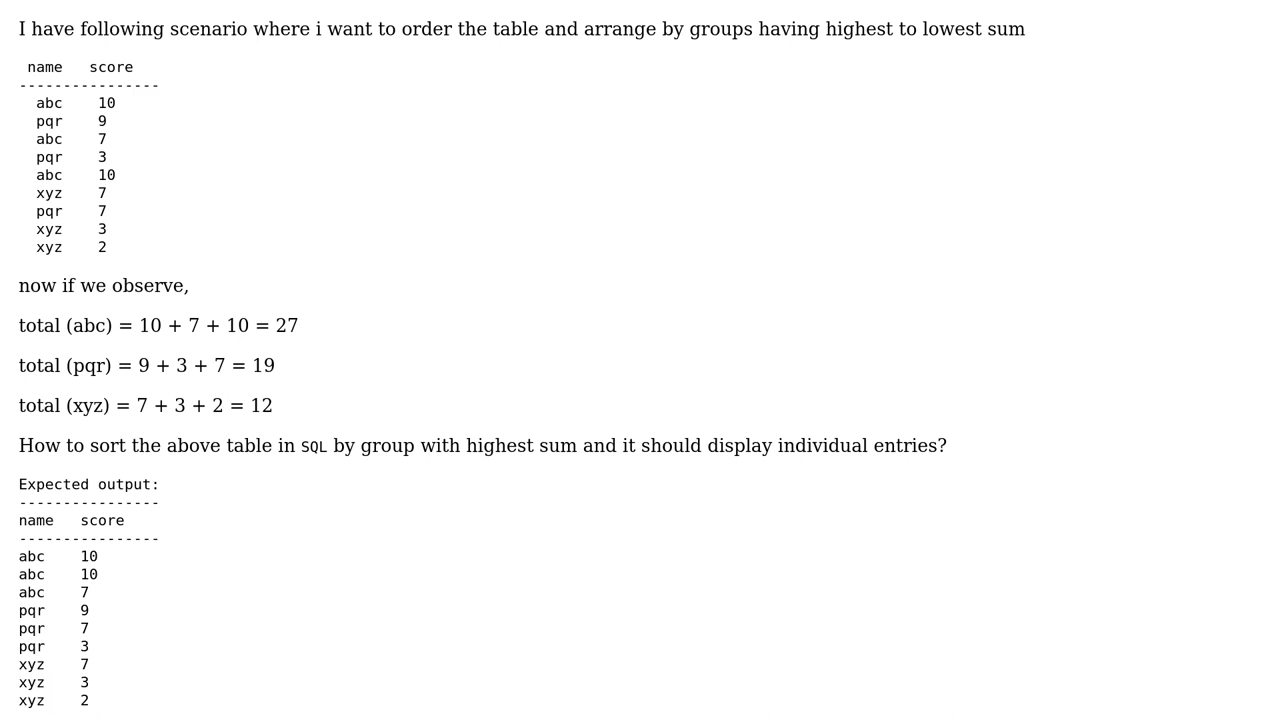 I have following scenario where i want to order the table and arrange by groups having highest to lowest sum
name   score
----------------
abc    10
pqr    9
abc    7
pqr    3
abc    10
xyz    7
pqr    7
xyz    3
xyz    2
now if we observe,
total (abc) = 10 + 7 + 10 = 27
total (pqr) = 9 + 3 + 7 = 19
total (xyz) = 7 + 3 + 2 = 12
How to sort the above table in SQL by group with highest sum and it should display individual entries?
Expected output:
----------------
name   score
----------------
abc    10
abc    10
abc    7
pqr    9
pqr    7
pqr    3
xyz    7
xyz    3
xyz    2